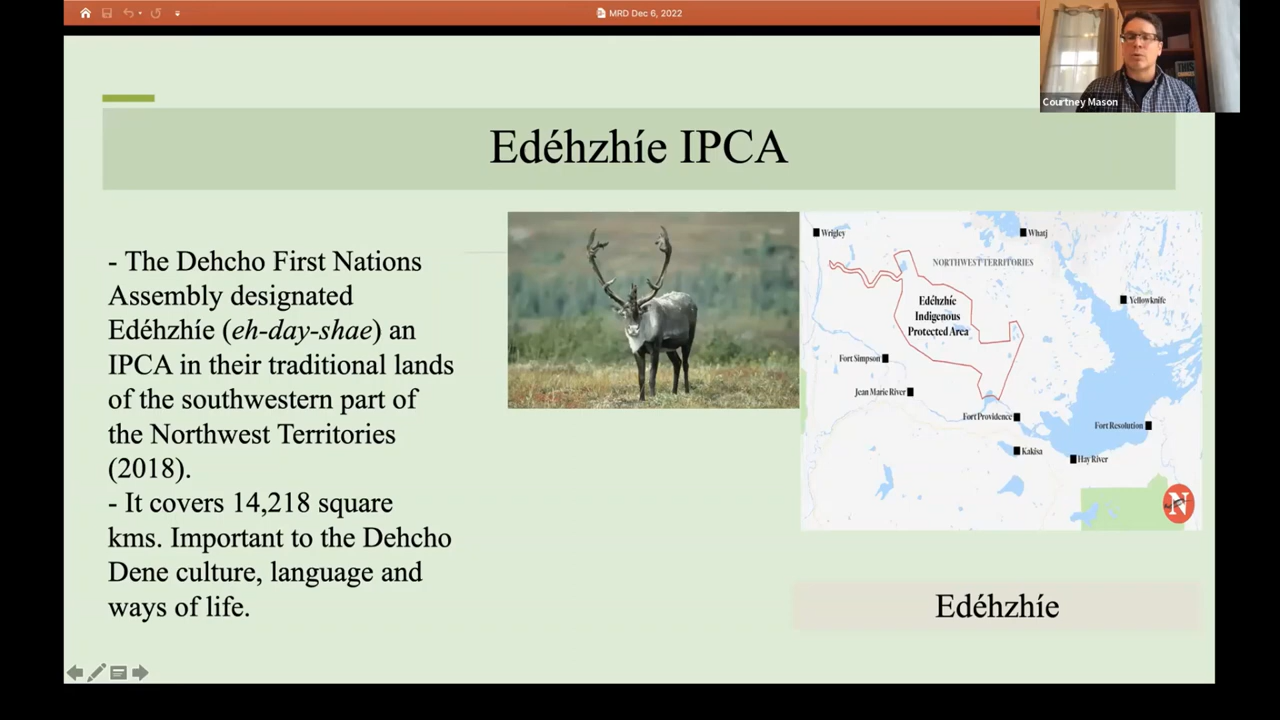 MRD Dec 6, 2022
Courtney Mason
Edéhzhíe IPCA
- The Dehcho First Nations
Assembly designated
Edéhzhíe (eh-day-shae) an
IPCA in their traditional lands
of the southwestern part of
the Northwest Territories
(2018).
- It covers 14,218 square
kms. Important to the Dehcho
Dene culture, language and
ways of life.
Wrigley
Whatì
NORTHWEST TERRITORIES
Edéhzhíe
Indigenous
Protected Area
Yellowknife
Fort Simpson
Jean Marie River
Fort Providence
Fort Resolution
Kakisa
Hay River
N
Edéhzhíe